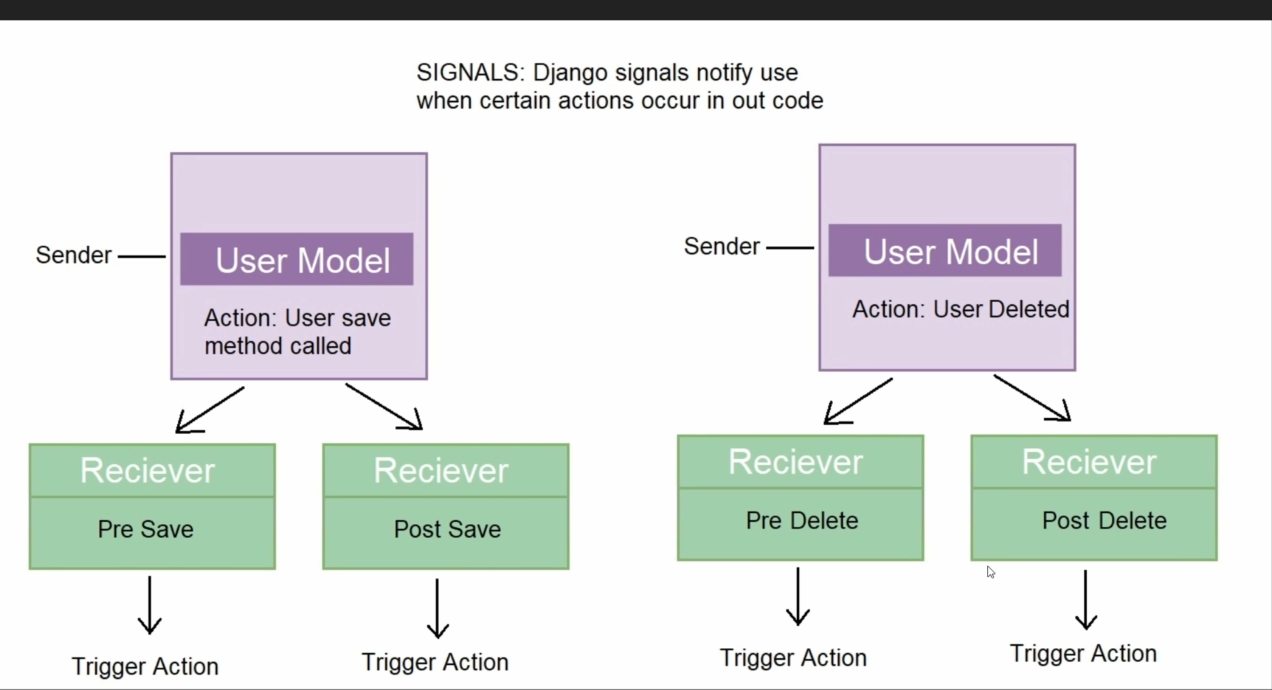 SIGNALS: Django signals notify use
when certain actions occur in out code
Sender
User Model
Action: User save
method called
Sender
User Model
Action: User Deleted
Reciever
Pre Save
Trigger Action
Reciever
Post Save
Trigger Action
Reciever
Pre Delete
Trigger Action
Reciever
Post Delete
Trigger Action